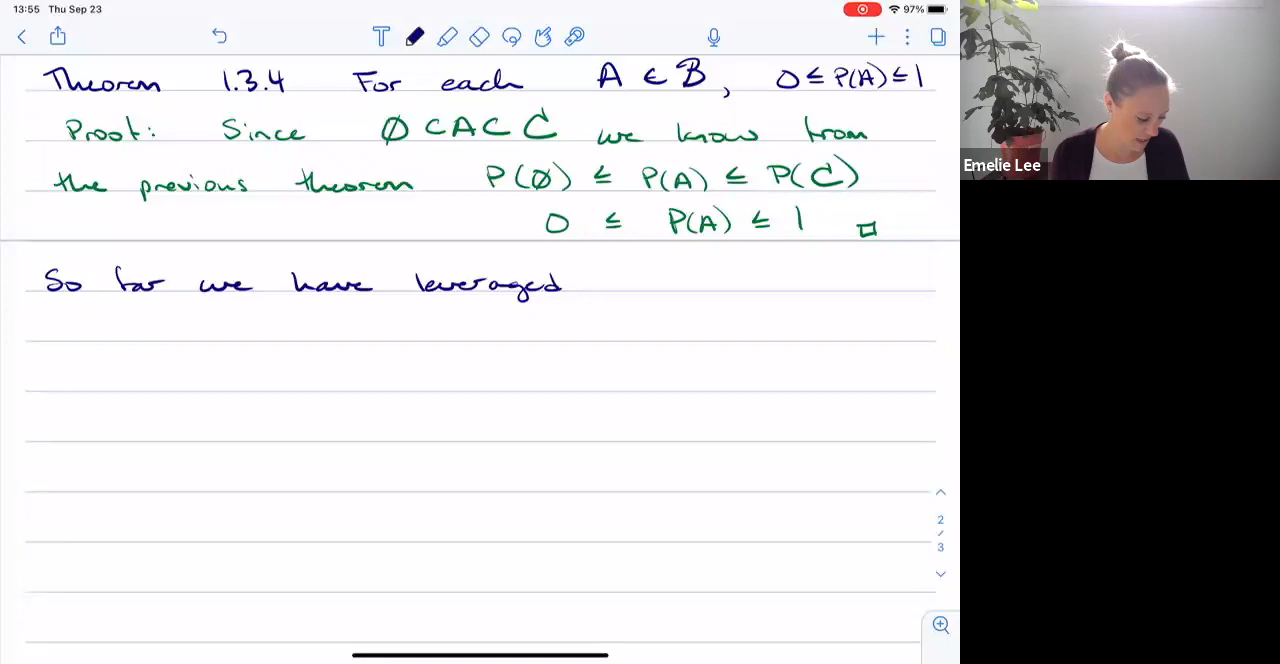 13:55 Thu Sep 23
97%
Theorem 1.3.4 For each A ∈ B, 0 ≤ P(A) ≤ 1
Proof: Since ∅ ⊂ A ⊂ C we know from
the previous theorem P(∅) ≤ P(A) ≤ P(C)
0 ≤ P(A) ≤ 1 □
So far we have leveraged
2
/
3
Emelie Lee